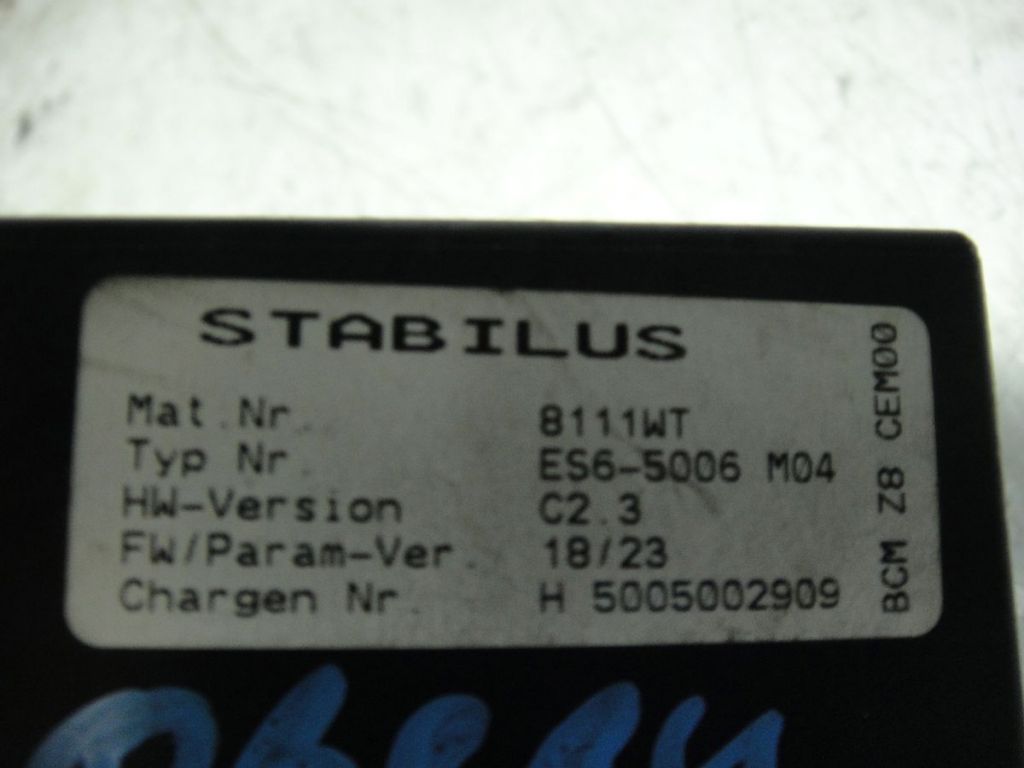 STABILUS
Mat.Nr. 8111WT
Typ Nr. ES6-5006 M04
HW-Version C2.3
FW/Param-Ver. 18/23
Chargen Nr. H 5005002909
BCM Z8 CEM00